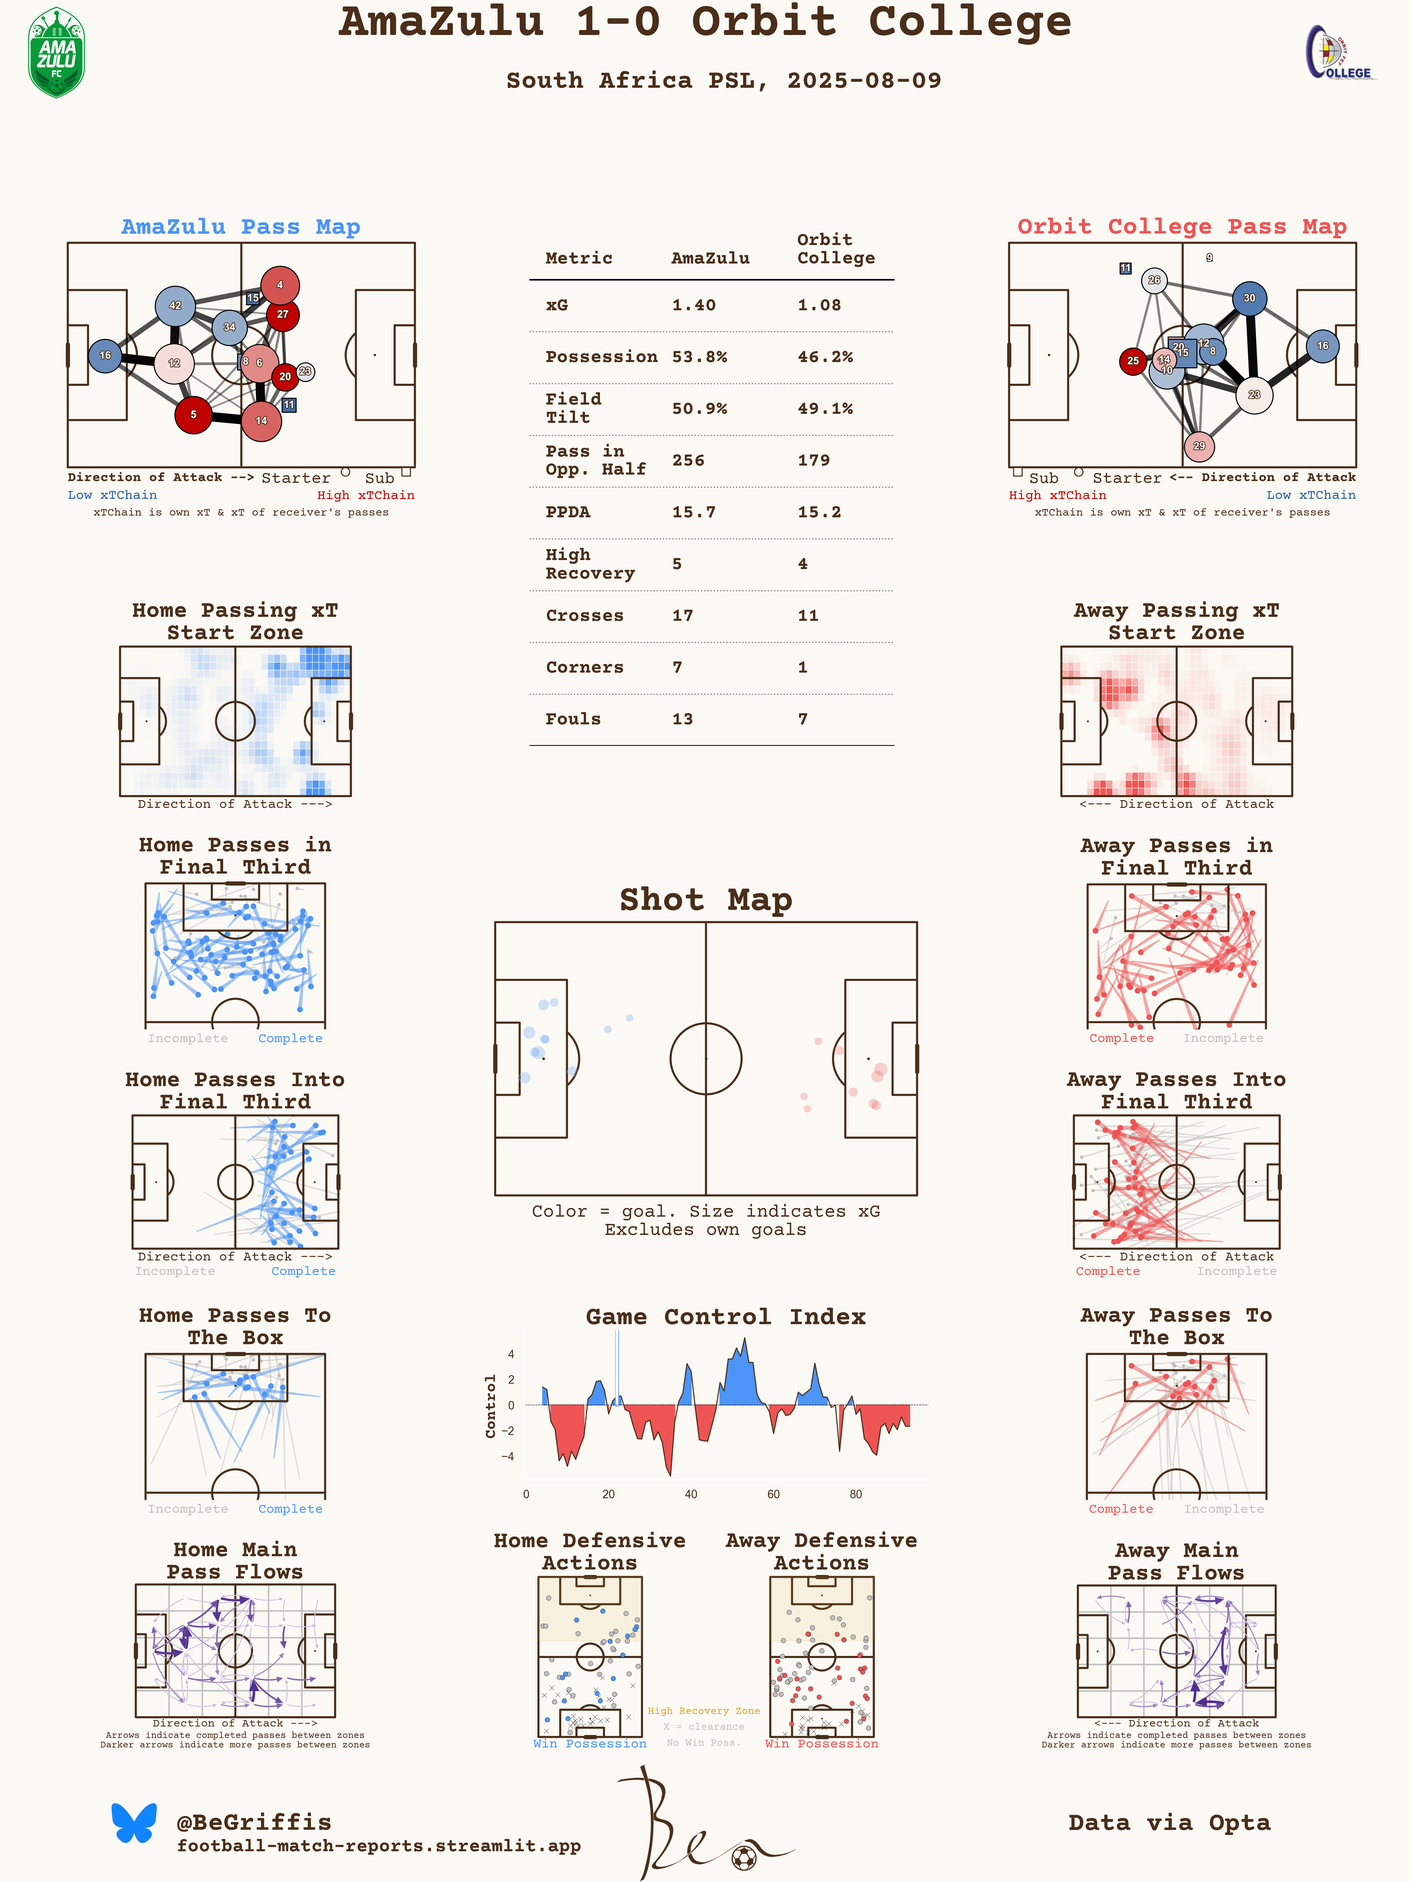 AmaZulu 1-0 Orbit College
South Africa PSL, 2025-08-09
AMA
ZULU
FC
ORBIT
COLLEGE
AmaZulu Pass Map
4
15
42
27
34
16
12
8
6
23
20
5
11
14
Direction of Attack --> Starter Sub
Low xTChain High xTChain
xTChain is own xT & xT of receiver's passes
Metric AmaZulu Orbit
College
xG 1.40 1.08
Possession 53.8% 46.2%
Field
Tilt 50.9% 49.1%
Pass in
Opp. Half 256 179
PPDA 15.7 15.2
High
Recovery 5 4
Crosses 17 11
Corners 7 1
Fouls 13 7
Orbit College Pass Map
9
11
26
30
20
12
16
15
8
25
14
10
23
29
Sub Starter <-- Direction of Attack
High xTChain Low xTChain
xTChain is own xT & xT of receiver's passes
Home Passing xT
Start Zone
Direction of Attack --->
Away Passing xT
Start Zone
<--- Direction of Attack
Home Passes in
Final Third
Incomplete Complete
Away Passes in
Final Third
Complete Incomplete
Shot Map
Color = goal. Size indicates xG
Excludes own goals
Home Passes Into
Final Third
Direction of Attack --->
Incomplete Complete
Away Passes Into
Final Third
<--- Direction of Attack
Complete Incomplete
Home Passes To
The Box
Incomplete Complete
Game Control Index
Control
4
2
0
−2
−4
0 20 40 60 80
Away Passes To
The Box
Complete Incomplete
Home Main
Pass Flows
Direction of Attack --->
Arrows indicate completed passes between zones
Darker arrows indicate more passes between zones
Home Defensive
Actions
Win Possession
Away Defensive
Actions
Win Possession
High Recovery Zone
X = clearance
No Win Poss.
Away Main
Pass Flows
<--- Direction of Attack
Arrows indicate completed passes between zones
Darker arrows indicate more passes between zones
@BeGriffis
football-match-reports.streamlit.app
Ben
Data via Opta